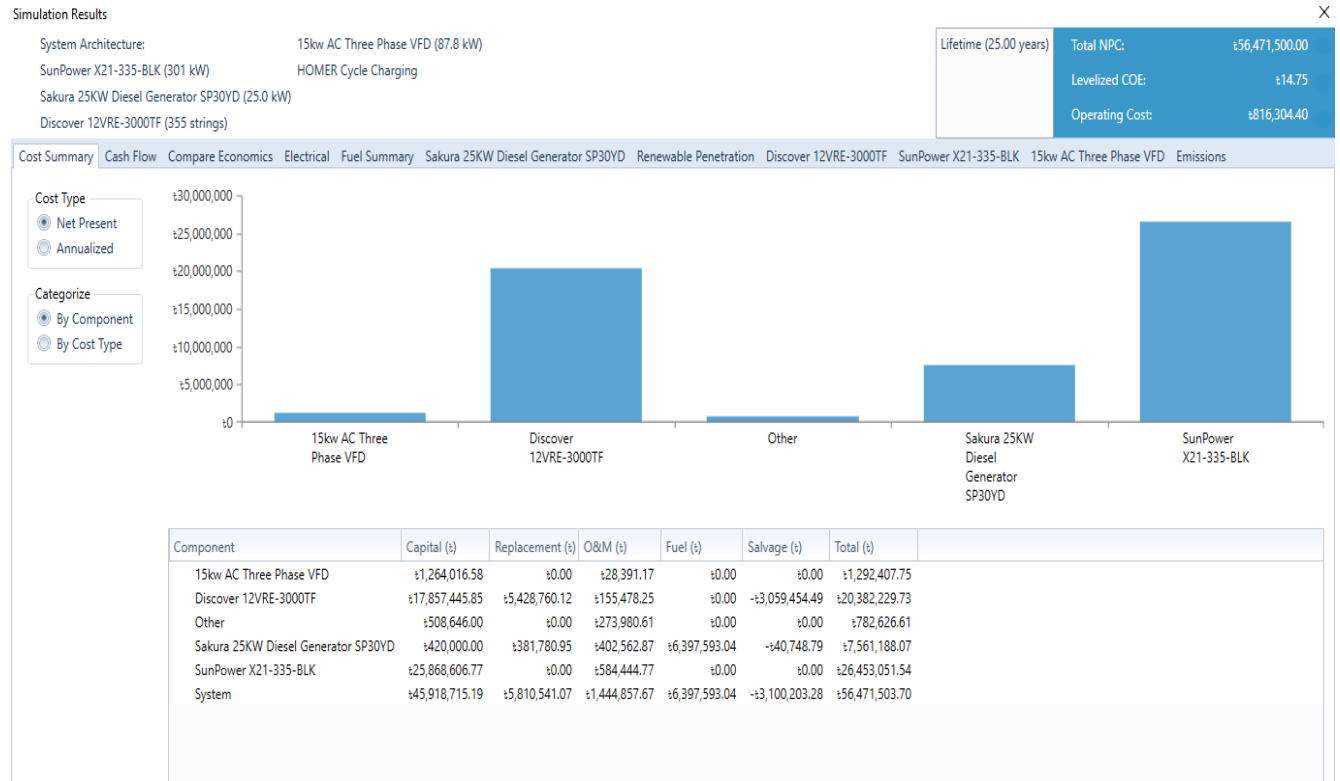 Simulation Results
X
System Architecture:
15kw AC Three Phase VFD (87.8 kW)
SunPower X21-335-BLK (301 kW)
HOMER Cycle Charging
Sakura 25KW Diesel Generator SP30YD (25.0 kW)
Discover 12VRE-3000TF (355 strings)
Lifetime (25.00 years)
Total NPC: ৳56,471,500.00
Levelized COE: ৳14.75
Operating Cost: ৳816,304.40
Cost Summary Cash Flow Compare Economics Electrical Fuel Summary Sakura 25KW Diesel Generator SP30YD Renewable Penetration Discover 12VRE-3000TF SunPower X21-335-BLK 15kw AC Three Phase VFD Emissions
Cost Type
Net Present
Annualized
Categorize
By Component
By Cost Type
৳30,000,000
৳25,000,000
৳20,000,000
৳15,000,000
৳10,000,000
৳5,000,000
৳0
15kw AC Three
Phase VFD
Discover
12VRE-3000TF
Other
Sakura 25KW
Diesel
Generator
SP30YD
SunPower
X21-335-BLK
Component Capital (৳) Replacement (৳) O&M (৳) Fuel (৳) Salvage (৳) Total (৳)
15kw AC Three Phase VFD ৳1,264,016.58 ৳0.00 ৳28,391.17 ৳0.00 ৳0.00 ৳1,292,407.75
Discover 12VRE-3000TF ৳17,857,445.85 ৳5,428,760.12 ৳155,478.25 ৳0.00 -৳3,059,454.49 ৳20,382,229.73
Other ৳508,646.00 ৳0.00 ৳273,980.61 ৳0.00 ৳0.00 ৳782,626.61
Sakura 25KW Diesel Generator SP30YD ৳420,000.00 ৳381,780.95 ৳402,562.87 ৳6,397,593.04 -৳40,748.79 ৳7,561,188.07
SunPower X21-335-BLK ৳25,868,606.77 ৳0.00 ৳584,444.77 ৳0.00 ৳0.00 ৳26,453,051.54
System ৳45,918,715.19 ৳5,810,541.07 ৳1,444,857.67 ৳6,397,593.04 -৳3,100,203.28 ৳56,471,503.70